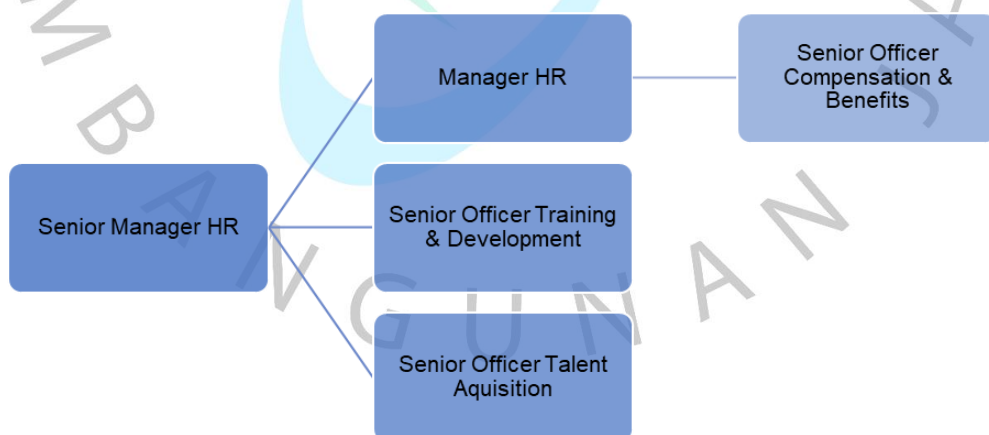 Manager HR
Senior Officer
Compensation &
Benefits
Senior Manager HR
Senior Officer Training
& Development
Senior Officer Talent
Aquisition
M B A N G U N A N J A